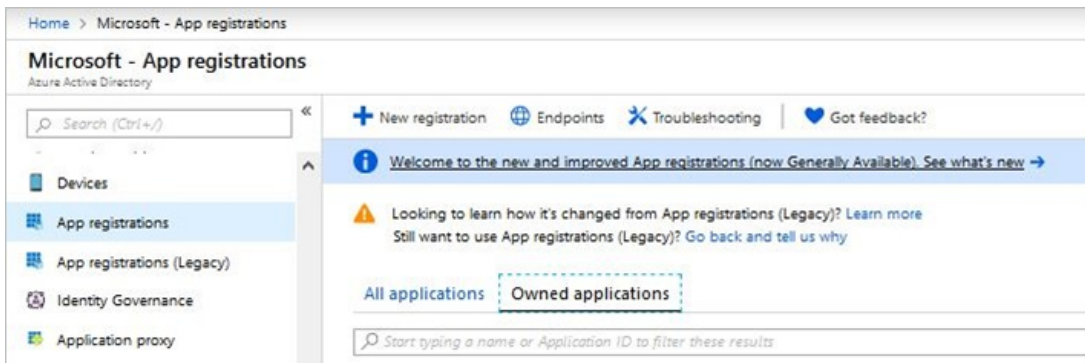 Home > Microsoft - App registrations
Microsoft - App registrations
Azure Active Directory
Search (Ctrl+/)
«
Devices
App registrations
App registrations (Legacy)
Identity Governance
Application proxy
New registration Endpoints Troubleshooting Got feedback?
Welcome to the new and improved App registrations (now Generally Available). See what's new →
Looking to learn how it's changed from App registrations (Legacy)? Learn more
Still want to use App registrations (Legacy)? Go back and tell us why
All applications Owned applications
Start typing a name or Application ID to filter these results